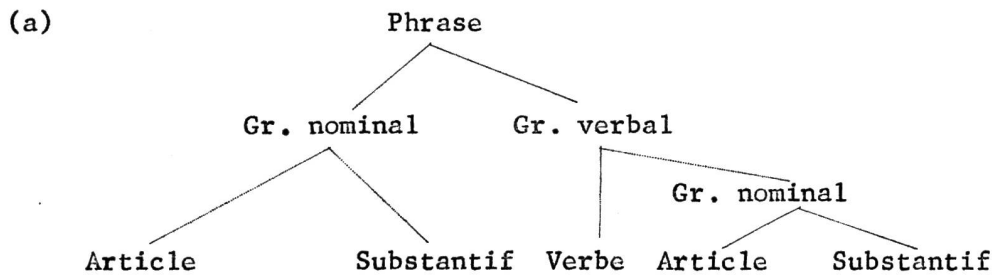 (a) Phrase
Gr. nominal Gr. verbal
Gr. nominal
Article Substantif Verbe Article Substantif